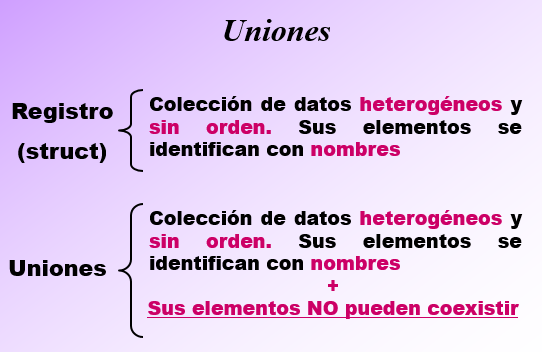 Uniones
Registro
(struct)
Colección de datos heterogéneos y
sin orden. Sus elementos se
identifican con nombres
Uniones
Colección de datos heterogéneos y
sin orden. Sus elementos se
identifican con nombres
+
Sus elementos NO pueden coexistir